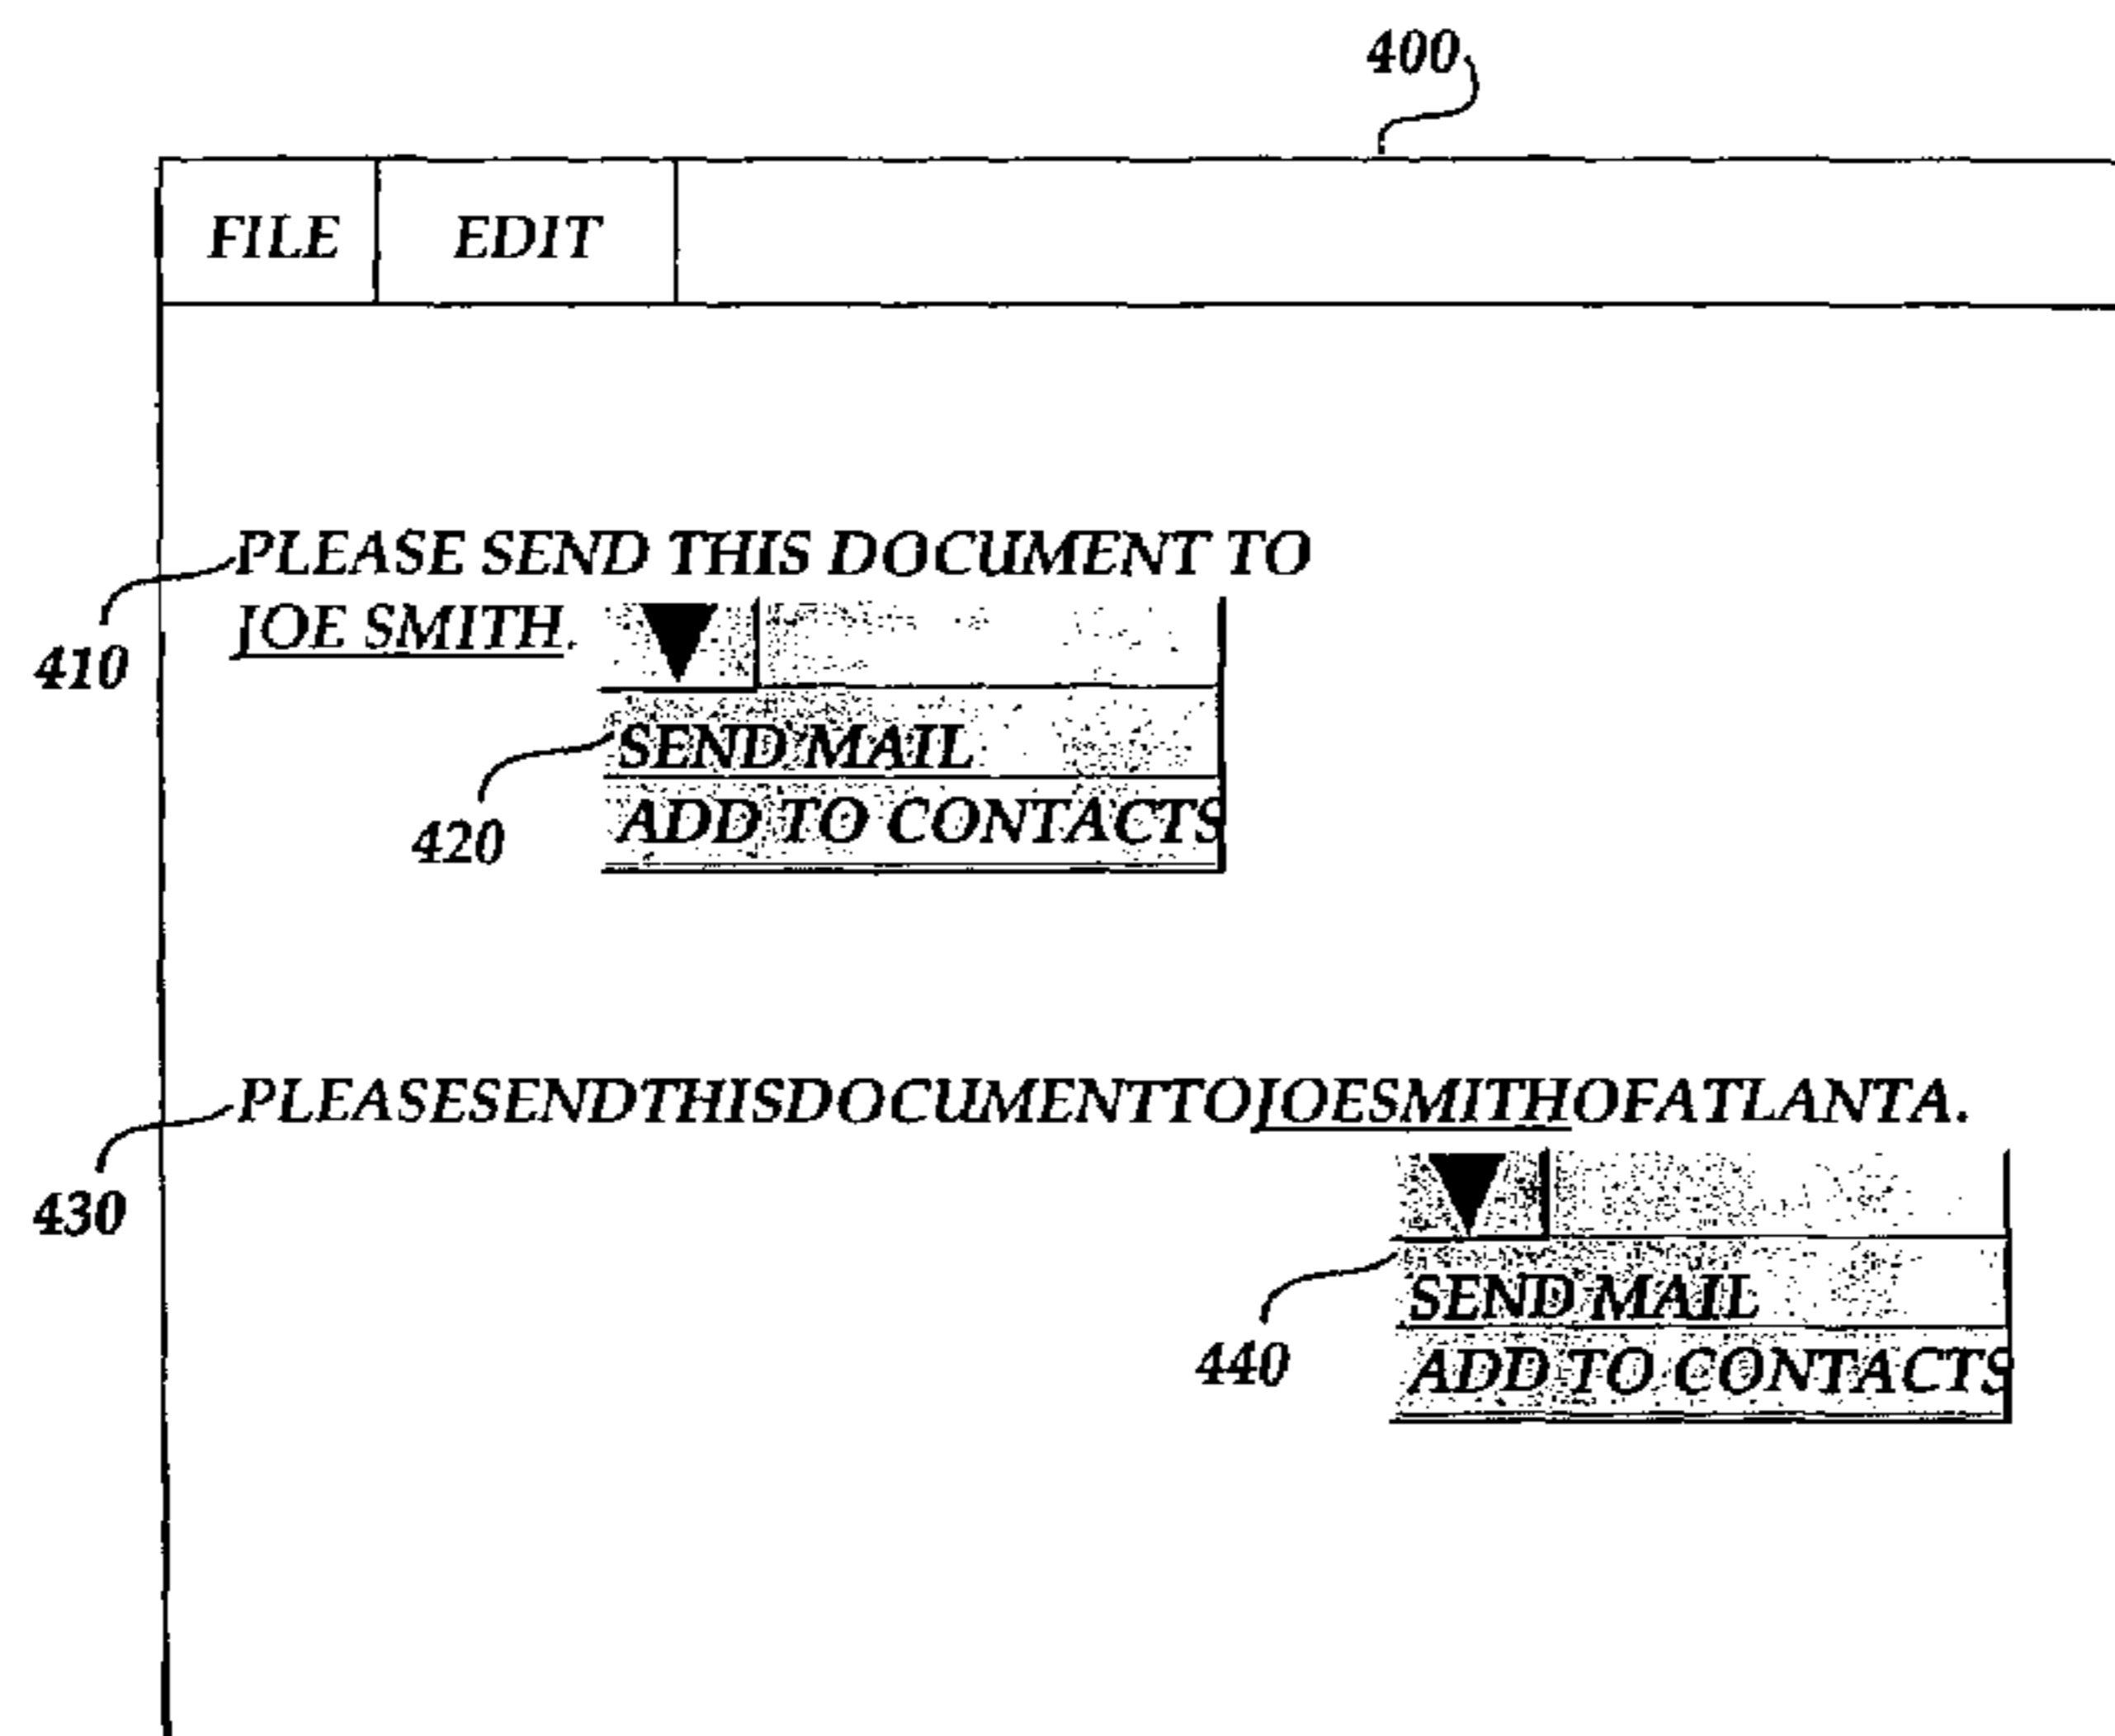 400
FILE EDIT
PLEASE SEND THIS DOCUMENT TO
JOE SMITH.
410
SEND MAIL
420
ADD TO CONTACTS
PLEASESENDTHISDOCUMENTTOJOESMITHOFATLANTA.
430
SEND MAIL
440
ADD TO CONTACTS